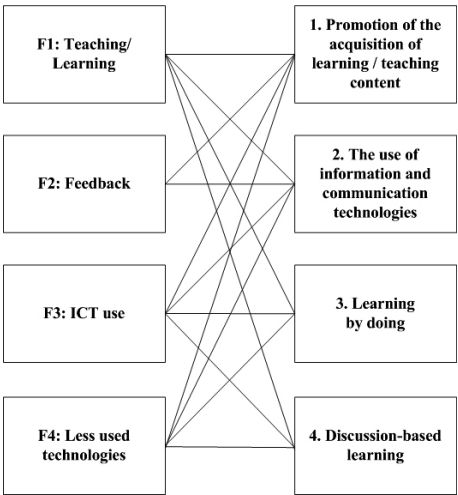 F1: Teaching/
Learning
1. Promotion of the
acquisition of
learning / teaching
content
F2: Feedback
2. The use of
information and
communication
technologies
F3: ICT use
3. Learning
by doing
F4: Less used
technologies
4. Discussion-based
learning